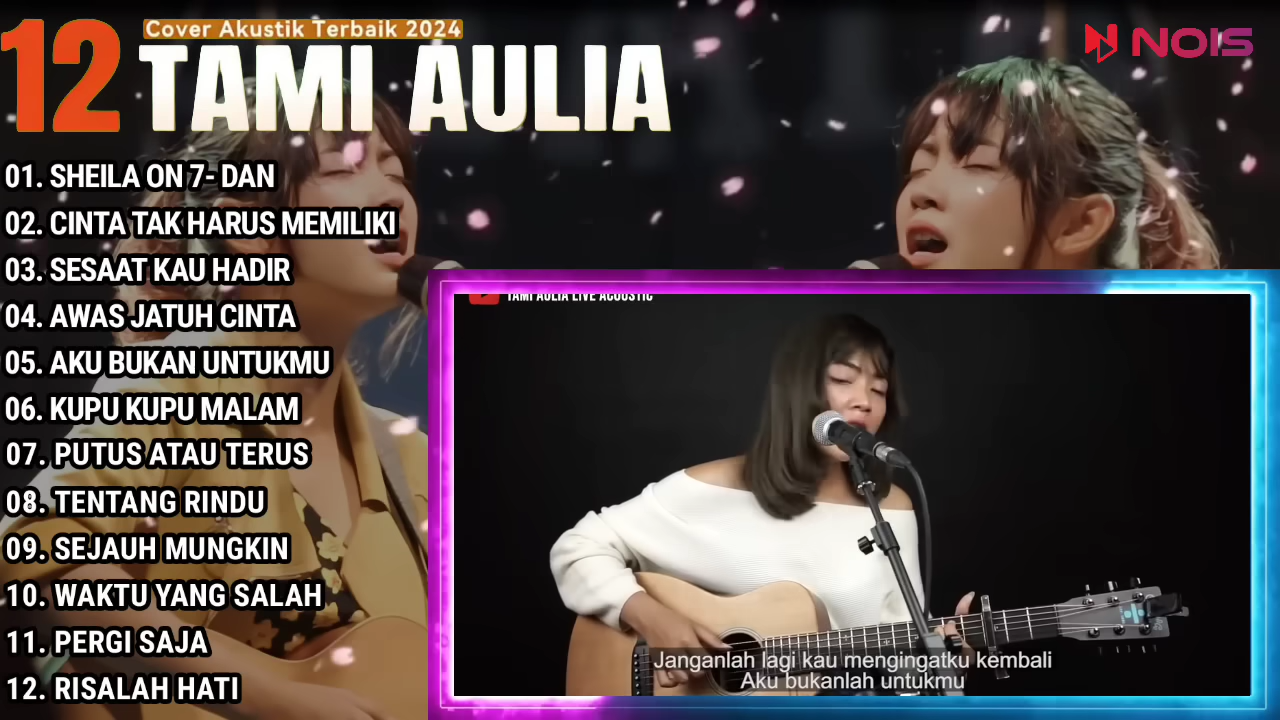 12
Cover Akustik Terbaik 2024
TAMI AULIA
NOIS
01. SHEILA ON 7- DAN
02. CINTA TAK HARUS MEMILIKI
03. SESAAT KAU HADIR
04. AWAS JATUH CINTA
05. AKU BUKAN UNTUKMU
06. KUPU KUPU MALAM
07. PUTUS ATAU TERUS
08. TENTANG RINDU
09. SEJAUH MUNGKIN
10. WAKTU YANG SALAH
11. PERGI SAJA
12. RISALAH HATI
TAMI AULIA LIVE ACOUSTIC
Janganlah lagi kau mengingatku kembali
Aku bukanlah untukmu